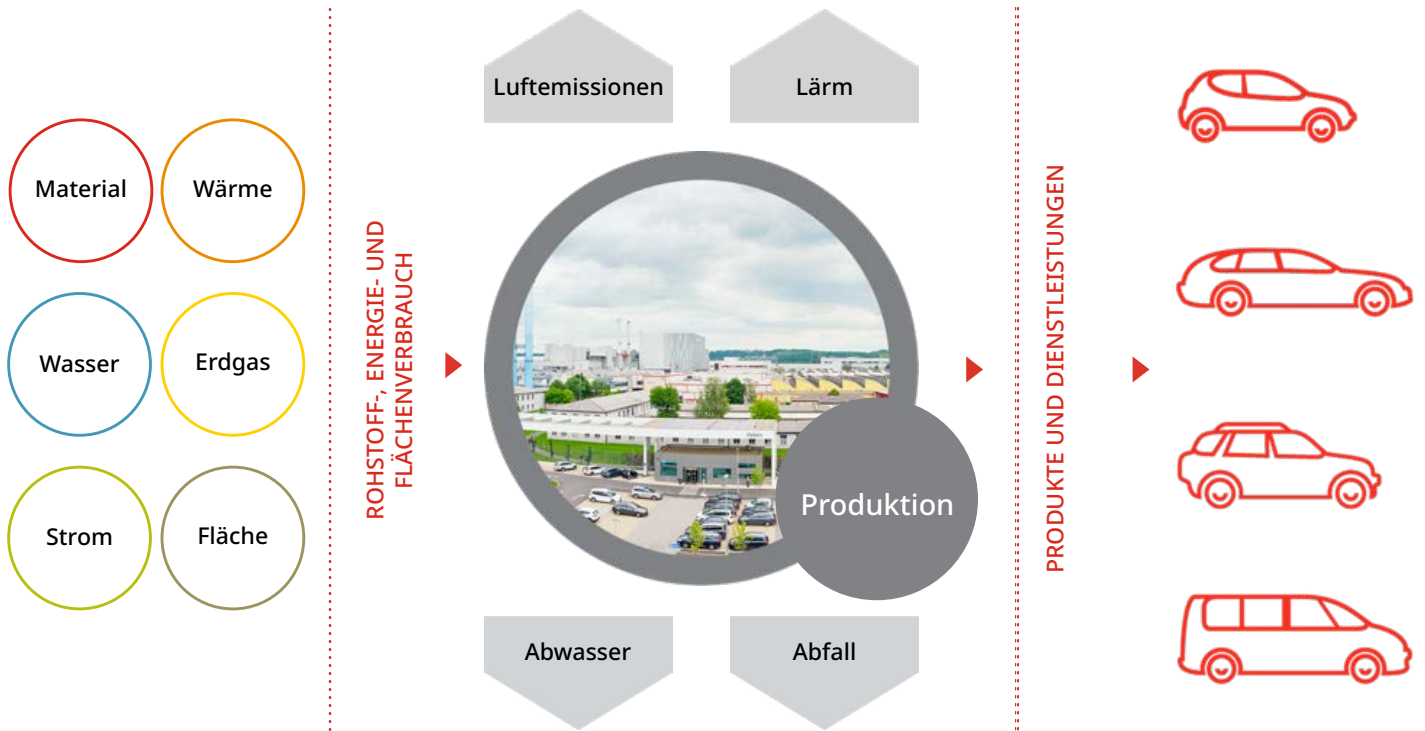 Material
Wärme
Wasser
Erdgas
Strom
Fläche
ROHSTOFF-, ENERGIE- UND
FLÄCHENVERBRAUCH
Luftemissionen
Lärm
Produktion
Abwasser
Abfall
PRODUKTE UND DIENSTLEISTUNGEN